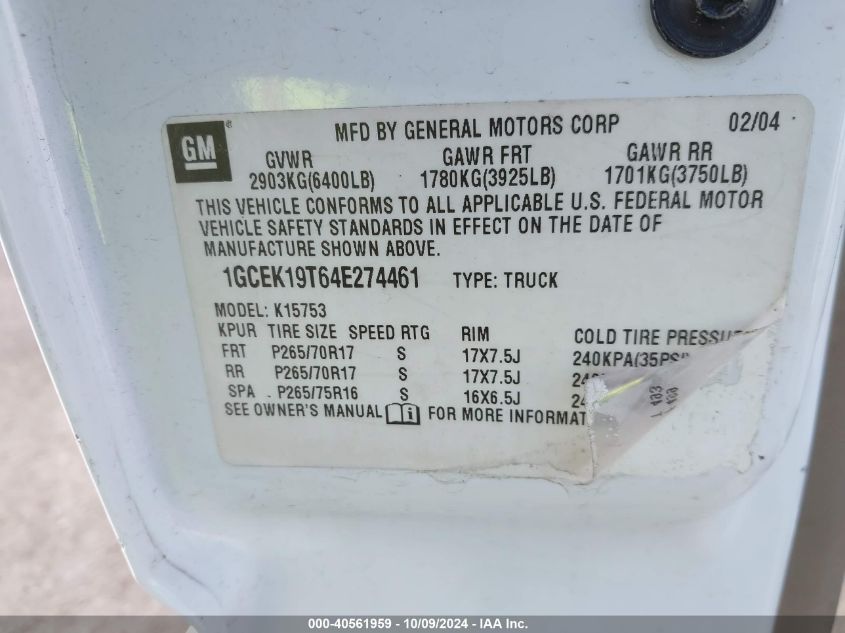 GM ®
MFD BY GENERAL MOTORS CORP 02/04
GVWR GAWR FRT GAWR RR
2903KG(6400LB) 1780KG(3925LB) 1701KG(3750LB)
THIS VEHICLE CONFORMS TO ALL APPLICABLE U.S. FEDERAL MOTOR
VEHICLE SAFETY STANDARDS IN EFFECT ON THE DATE OF
MANUFACTURE SHOWN ABOVE.
1GCEK19T64E274461 TYPE: TRUCK
MODEL: K15753
KPUR TIRE SIZE SPEED RTG RIM COLD TIRE PRESSU
FRT P265/70R17 S 17X7.5J 240KPA(35PSI)
RR P265/70R17 S 17X7.5J 24
SPA P265/75R16 S 16X6.5J 24
SEE OWNER'S MANUAL FOR MORE INFORMAT
000-40561959 - 10/09/2024 - IAA Inc.